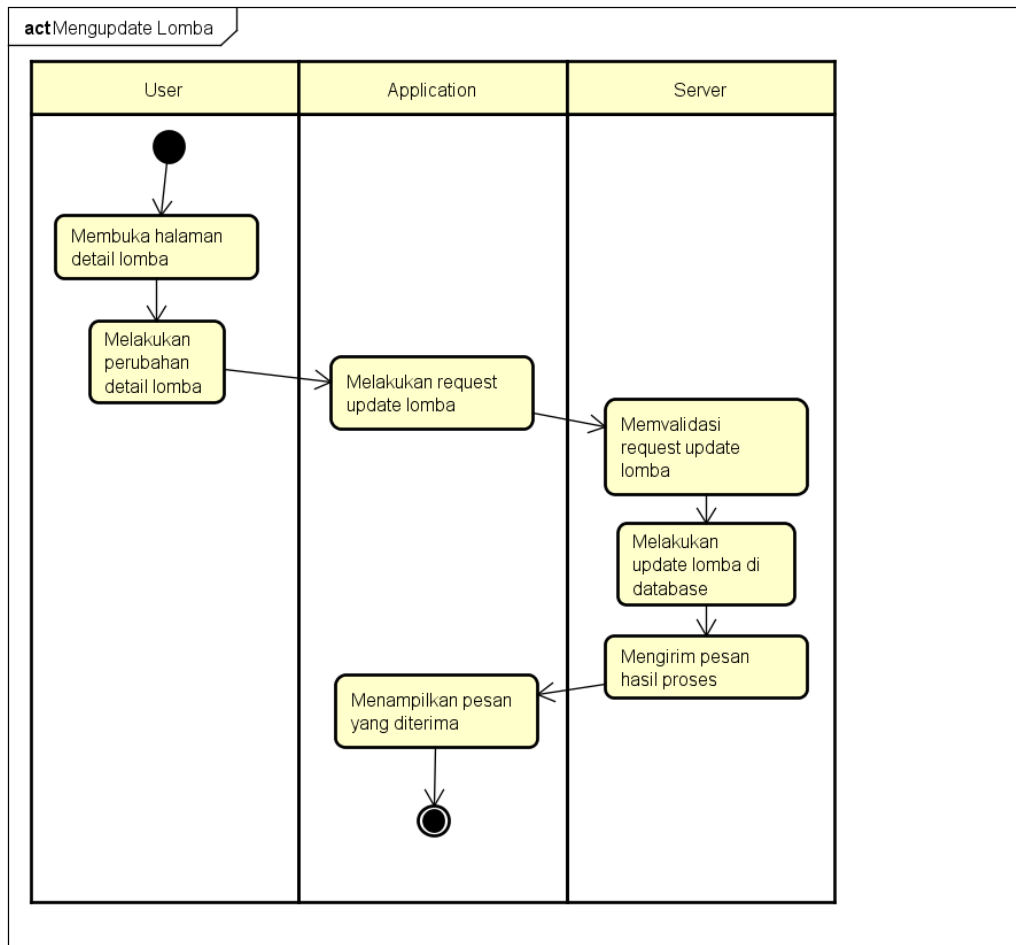 act Mengupdate Lomba
User
Application
Server
Membuka halaman
detail lomba
Melakukan
perubahan
detail lomba
Melakukan request
update lomba
Memvalidasi
request update
lomba
Melakukan
update lomba di
database
Mengirim pesan
hasil proses
Menampilkan pesan
yang diterima